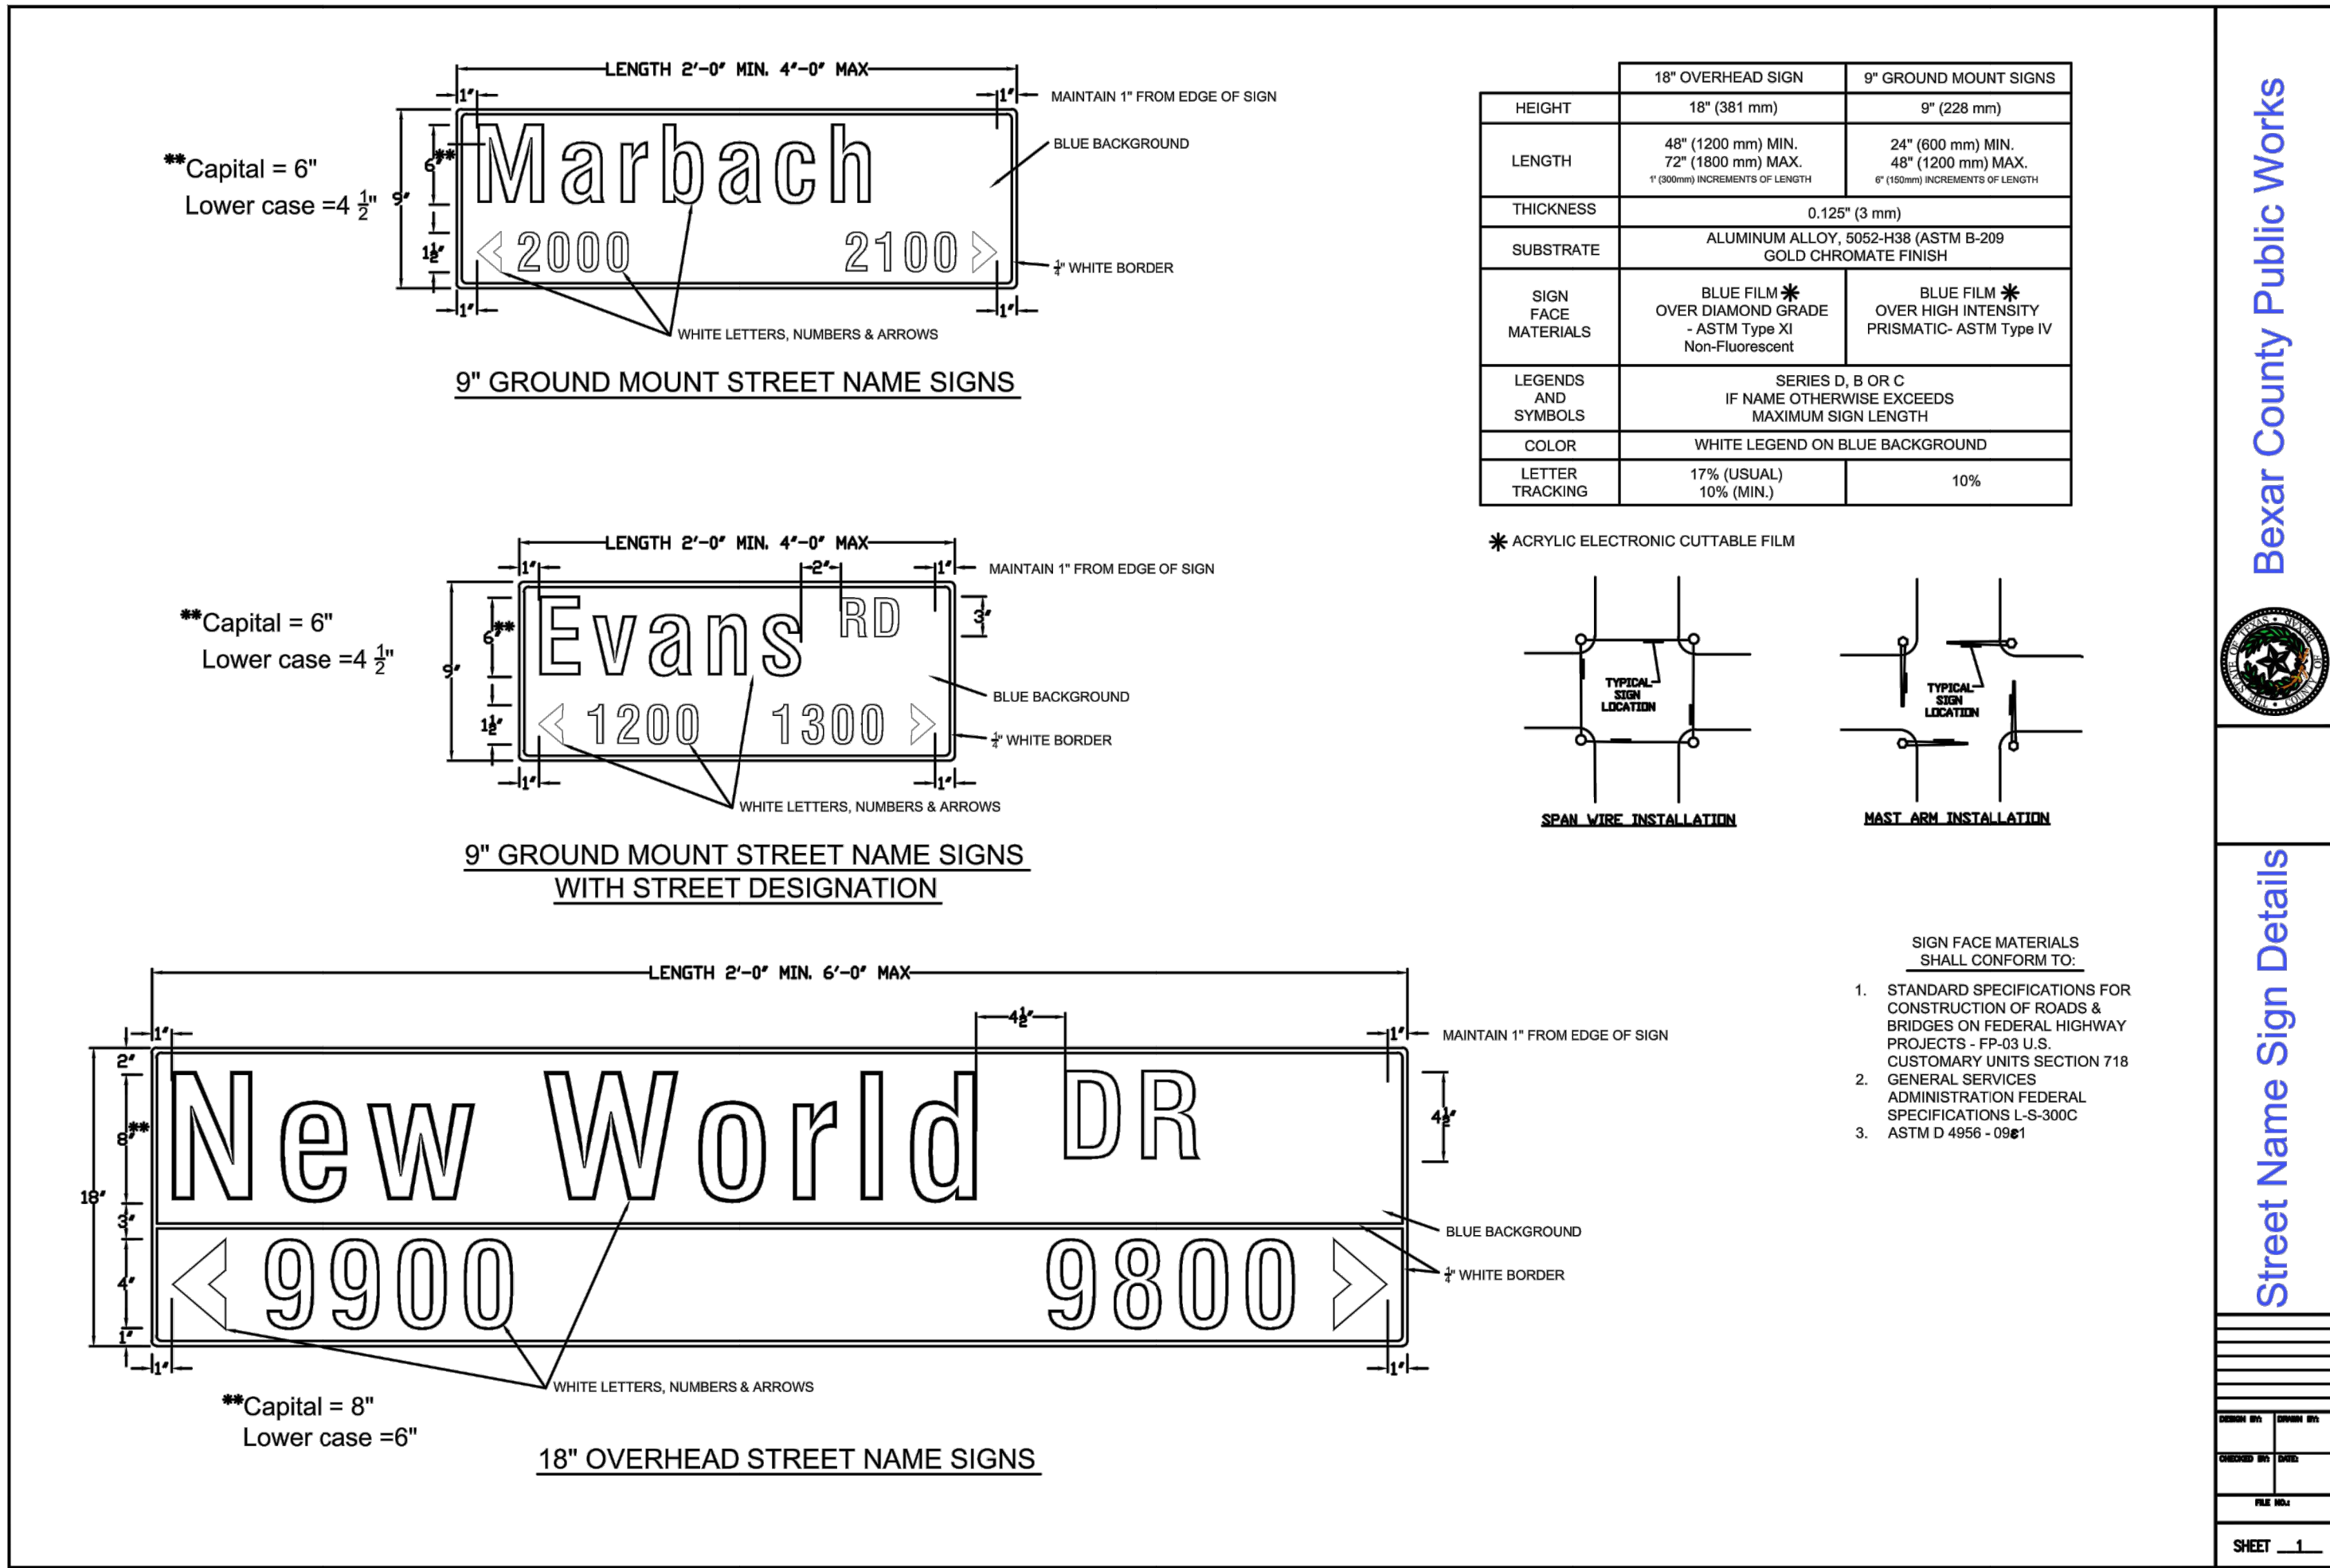 LENGTH 2'-0" MIN. 4"-0" MAX
1"
1"
MAINTAIN 1" FROM EDGE OF SIGN
Marbach
BLUE BACKGROUND
**Capital = 6"
Lower case =4 1/2"
6"**
9"
1 1/2"
2000
2100
1/4" WHITE BORDER
1"
1"
WHITE LETTERS, NUMBERS & ARROWS
9" GROUND MOUNT STREET NAME SIGNS
LENGTH 2'-0" MIN. 4"-0" MAX
1"
2"
1"
MAINTAIN 1" FROM EDGE OF SIGN
Evans RD
3"
**Capital = 6"
Lower case =4 1/2"
6"**
9"
1 1/2"
BLUE BACKGROUND
1200
1300
1/4" WHITE BORDER
1"
1"
WHITE LETTERS, NUMBERS & ARROWS
9" GROUND MOUNT STREET NAME SIGNS
WITH STREET DESIGNATION
LENGTH 2'-0" MIN. 6'-0" MAX
4 1/2"
1"
1"
MAINTAIN 1" FROM EDGE OF SIGN
2"
New World DR
8"**
4 1/2"
18"
3"
BLUE BACKGROUND
9900
9800
4"
1/4" WHITE BORDER
1"
1"
1"
WHITE LETTERS, NUMBERS & ARROWS
**Capital = 8"
Lower case =6"
18" OVERHEAD STREET NAME SIGNS
18" OVERHEAD SIGN
9" GROUND MOUNT SIGNS
HEIGHT
18" (381 mm)
9" (228 mm)
LENGTH
48" (1200 mm) MIN.
72" (1800 mm) MAX.
1' (300mm) INCREMENTS OF LENGTH
24" (600 mm) MIN.
48" (1200 mm) MAX.
6" (150mm) INCREMENTS OF LENGTH
THICKNESS
0.125" (3 mm)
SUBSTRATE
ALUMINUM ALLOY, 5052-H38 (ASTM B-209
GOLD CHROMATE FINISH
SIGN
FACE
MATERIALS
BLUE FILM *
OVER DIAMOND GRADE
- ASTM Type XI
Non-Fluorescent
BLUE FILM *
OVER HIGH INTENSITY
PRISMATIC- ASTM Type IV
LEGENDS
AND
SYMBOLS
SERIES D, B OR C
IF NAME OTHERWISE EXCEEDS
MAXIMUM SIGN LENGTH
COLOR
WHITE LEGEND ON BLUE BACKGROUND
LETTER
TRACKING
17% (USUAL)
10% (MIN.)
10%
* ACRYLIC ELECTRONIC CUTTABLE FILM
TYPICAL
SIGN
LOCATION
SPAN WIRE INSTALLATION
TYPICAL
SIGN
LOCATION
MAST ARM INSTALLATION
SIGN FACE MATERIALS
SHALL CONFORM TO:
1. STANDARD SPECIFICATIONS FOR
CONSTRUCTION OF ROADS &
BRIDGES ON FEDERAL HIGHWAY
PROJECTS - FP-03 U.S.
CUSTOMARY UNITS SECTION 718
2. GENERAL SERVICES
ADMINISTRATION FEDERAL
SPECIFICATIONS L-S-300C
3. ASTM D 4956 - 09ε1
Bexar County Public Works
THE STATE OF TEXAS • COUNTY OF BEXAR •
Street Name Sign Details
DESIGN BY:
DRAWN BY:
CHECKED BY:
DATE:
FILE NO.:
SHEET 1